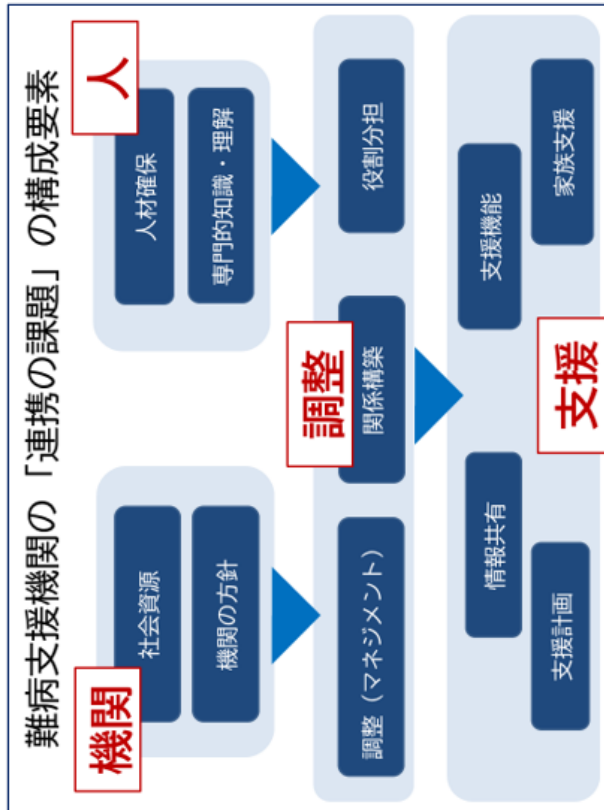 難病支援機関の「連携の課題」の構成要素
機関
社会資源
機関の方針
人
人材確保
専門的知識・理解
調整
調整（マネジメント）
関係構築
役割分担
情報共有
支援機能
支援計画
家族支援
支援